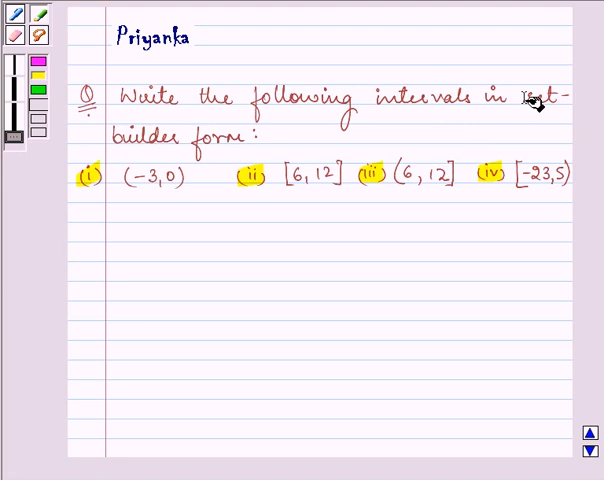 Priyanka
Q Write the following intervals in set-
builder form:
(i) (-3,0) (ii) [6,12] (iii) (6,12] (iv) [-23,5)